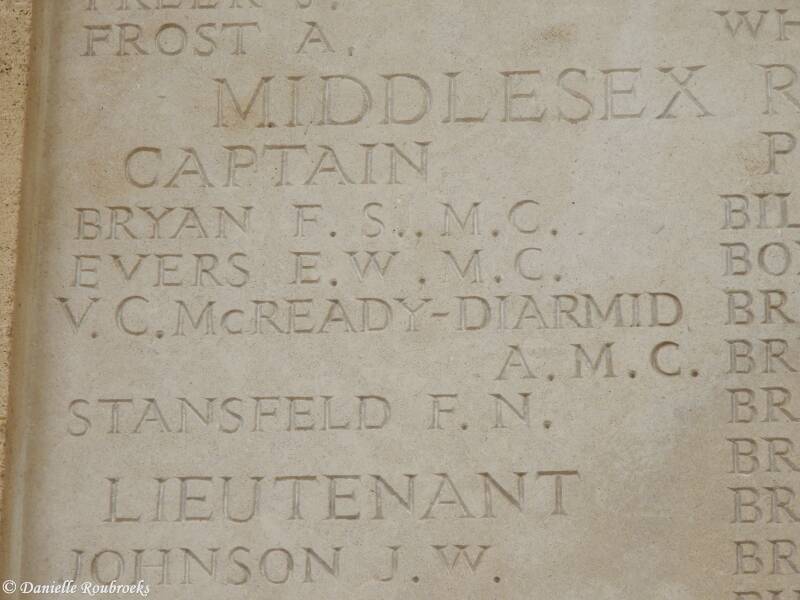 FROST A.
MIDDLESEX
CAPTAIN
BRYAN F. S., M.C.
EVERS E.W., M.C.
V.C. McREADY-DIARMID
A.M.C.
STANSFELD F. N.
LIEUTENANT
JOHNSON J.W.
© Danielle Roubroeks